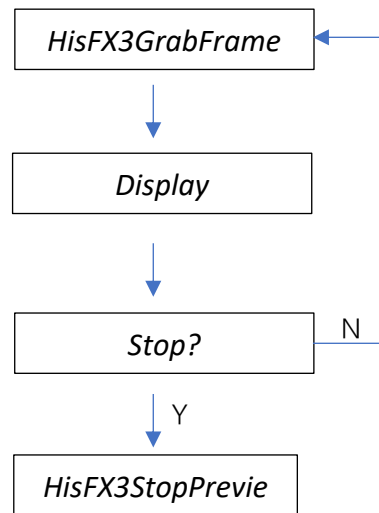 HisFX3GrabFrame
Display
Stop?
N
Y
HisFX3StopPrevie